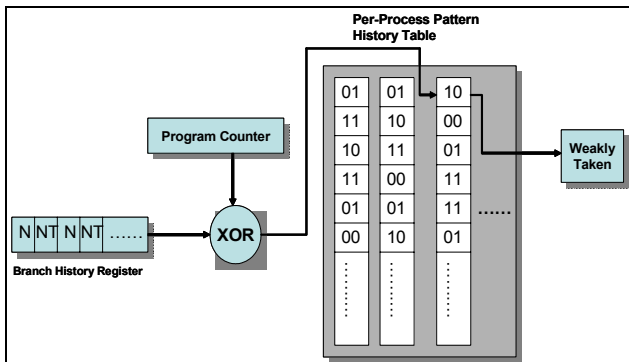 Per-Process Pattern
History Table
Program Counter
N NT N NT ......
Branch History Register
XOR
01 01 10
11 10 00
10 11 01
11 00 11
01 01 11 ......
00 10 01
Weakly
Taken